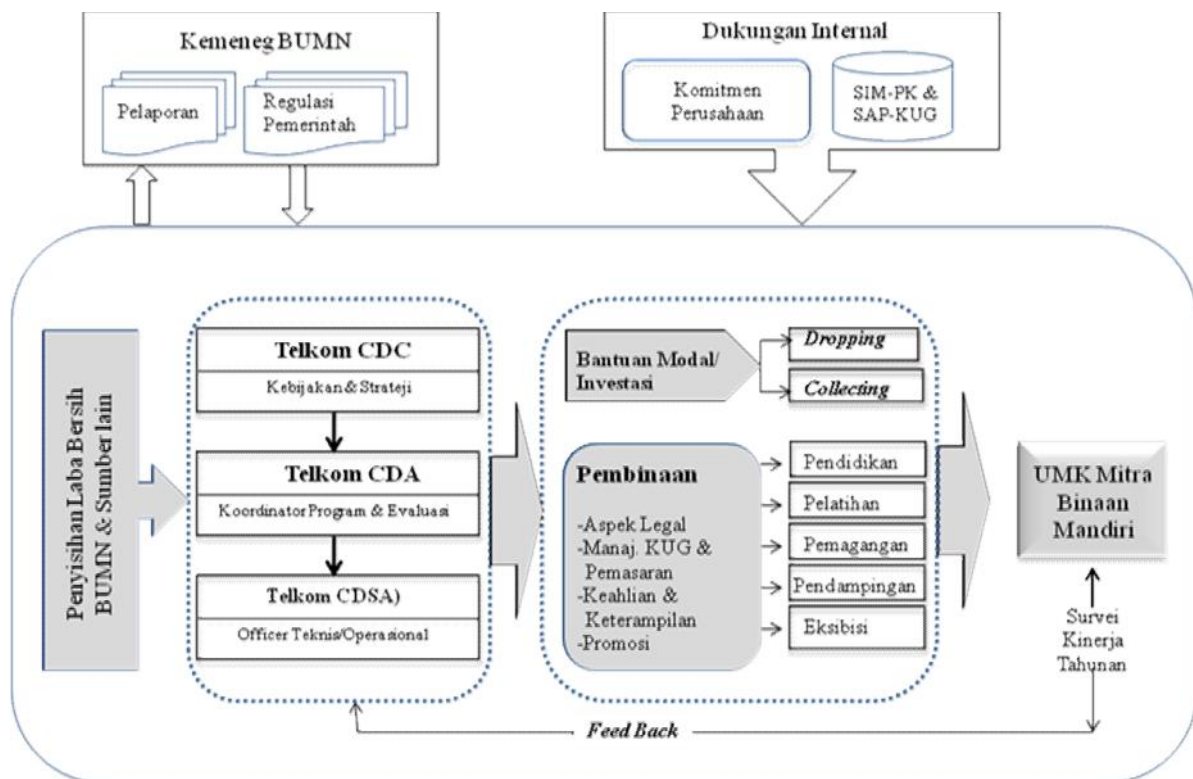 Kemeneg BUMN
Pelaporan
Regulasi
Pemerintah
Dukungan Internal
Komitmen
Perusahaan
SIM-PK &
SAP-KUG
Penyisihan Laba Bersih
BUMN & Sumber lain
Telkom CDC
Kebijakan & Strateji
Telkom CDA
Koordinator Program & Evaluasi
Telkom CDSA)
Officer Teknis/Operasional
Bantuan Modal/
Investasi
Dropping
Collecting
Pembinaan
-Aspek Legal
-Manaj. KUG &
Pemasaran
-Keahlian &
Keterampilan
-Promosi
Pendidikan
Pelatihan
Pemagangan
Pendampingan
Eksibisi
UMK Mitra
Binaan
Mandiri
Survei
Kinerja
Tahunan
Feed Back